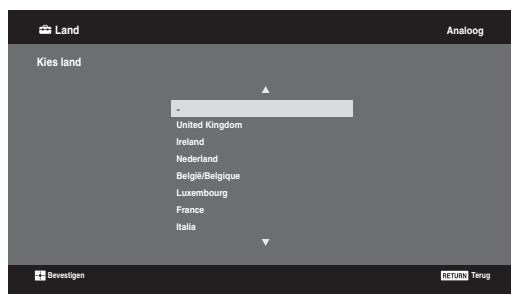 Land
Analoog
Kies land
-
United Kingdom
Ireland
Nederland
België/Belgique
Luxembourg
France
Italia
Bevestigen
RETURN Terug